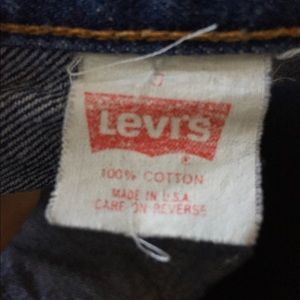 Levi's
®
100% COTTON
MADE IN U.S.A.
CARE ON REVERSE